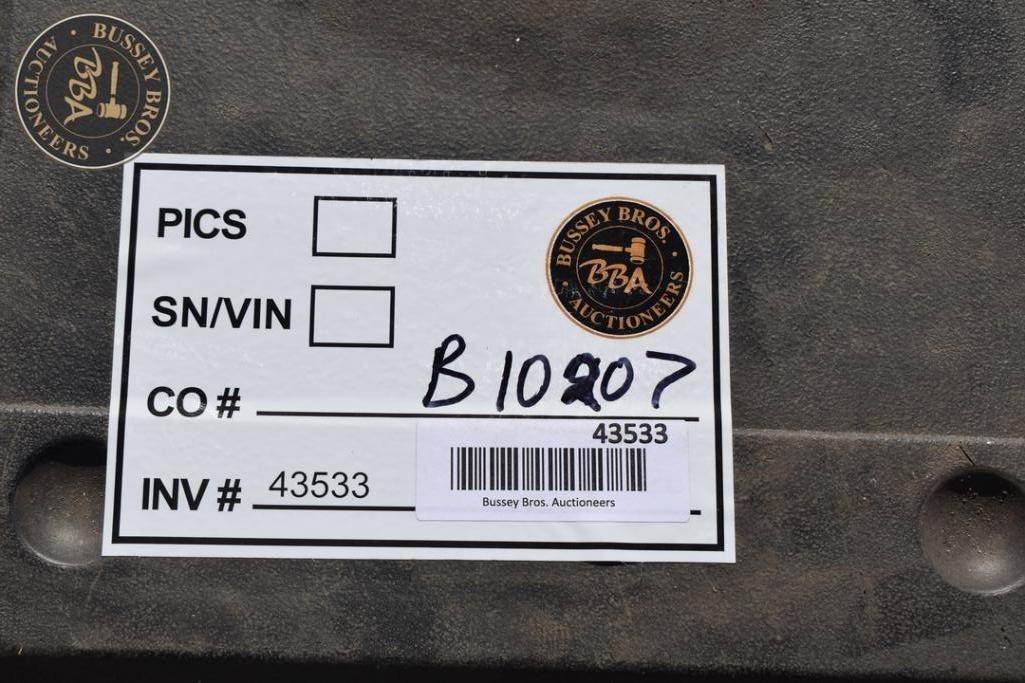 BUSSEY BROS.
BBA
AUCTIONEERS
PICS
BUSSEY BROS.
BBA
AUCTIONEERS
SN/VIN
CO # B10207
43533
INV # 43533
Bussey Bros. Auctioneers